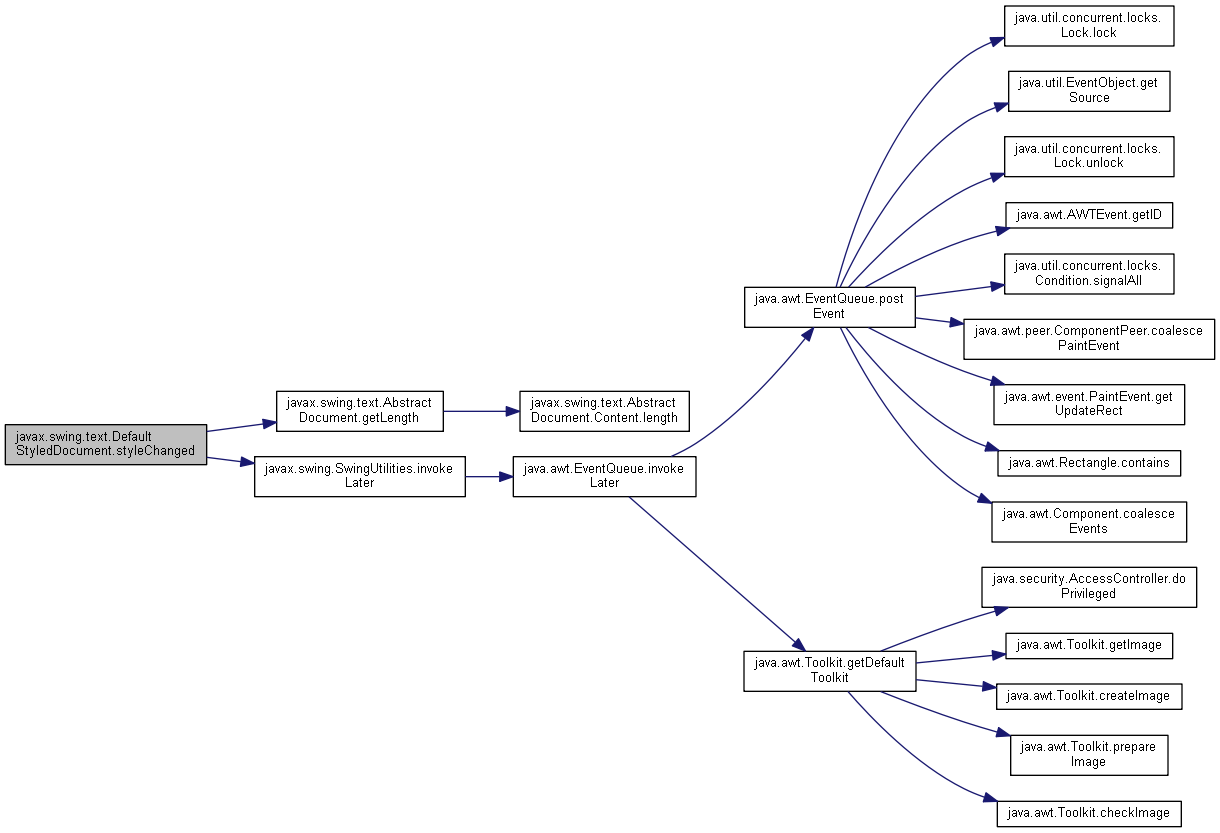 java.util.concurrent.locks.
Lock.lock
java.util.EventObject.get
Source
java.util.concurrent.locks.
Lock.unlock
java.awt.AWTEvent.getID
java.util.concurrent.locks.
Condition.signalAll
java.awt.EventQueue.post
Event
java.awt.peer.ComponentPeer.coalesce
PaintEvent
java.awt.event.PaintEvent.get
UpdateRect
javax.swing.text.Abstract
Document.getLength
javax.swing.text.Abstract
Document.Content.length
javax.swing.text.Default
StyledDocument.styleChanged
javax.swing.SwingUtilities.invoke
Later
java.awt.EventQueue.invoke
Later
java.awt.Rectangle.contains
java.awt.Component.coalesce
Events
java.security.AccessController.do
Privileged
java.awt.Toolkit.getImage
java.awt.Toolkit.getDefault
Toolkit
java.awt.Toolkit.createImage
java.awt.Toolkit.prepare
Image
java.awt.Toolkit.checkImage